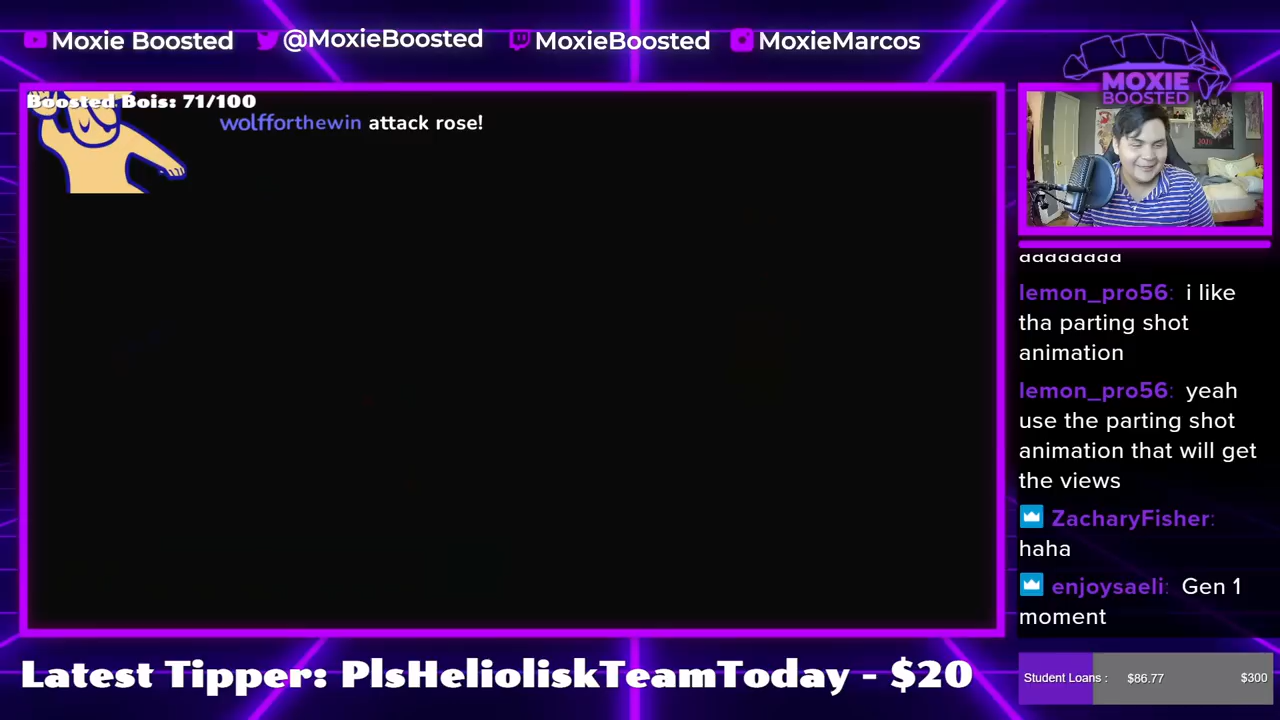 Moxie Boosted @MoxieBoosted MoxieBoosted MoxieMarcos
MOXIE
BOOSTED
Boosted Bois: 71/100
wolfforthewin attack rose!
aaaaaaaa
lemon_pro56: i like
tha parting shot
animation
lemon_pro56: yeah
use the parting shot
animation that will get
the views
ZacharyFisher:
haha
enjoysaeli: Gen 1
moment
Latest Tipper: PlsHelioliskTeamToday - $20
Student Loans : $86.77 $300